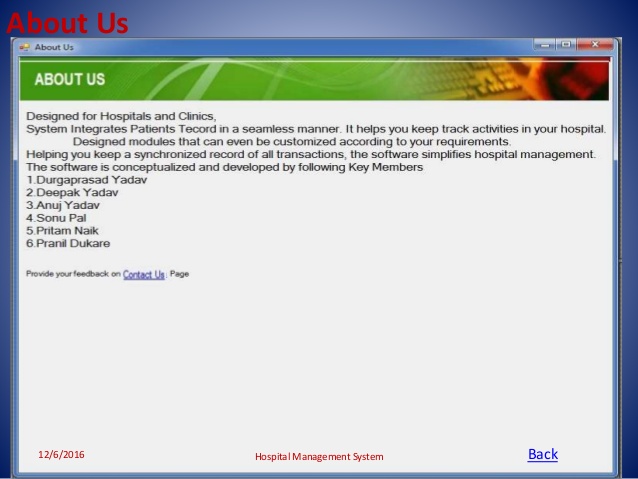 About Us
About Us
ABOUT US
Designed for Hospitals and Clinics,
System Integrates Patients Tecord in a seamless manner. It helps you keep track activities in your hospital.
Designed modules that can even be customized according to your requirements.
Helping you keep a synchronized record of all transactions, the software simplifies hospital management.
The software is conceptualized and developed by following Key Members
1.Durgaprasad Yadav
2.Deepak Yadav
3.Anuj Yadav
4.Sonu Pal
5.Pritam Naik
6.Pranil Dukare
Provide your feedback on Contact Us: Page
12/6/2016
Hospital Management System
Back